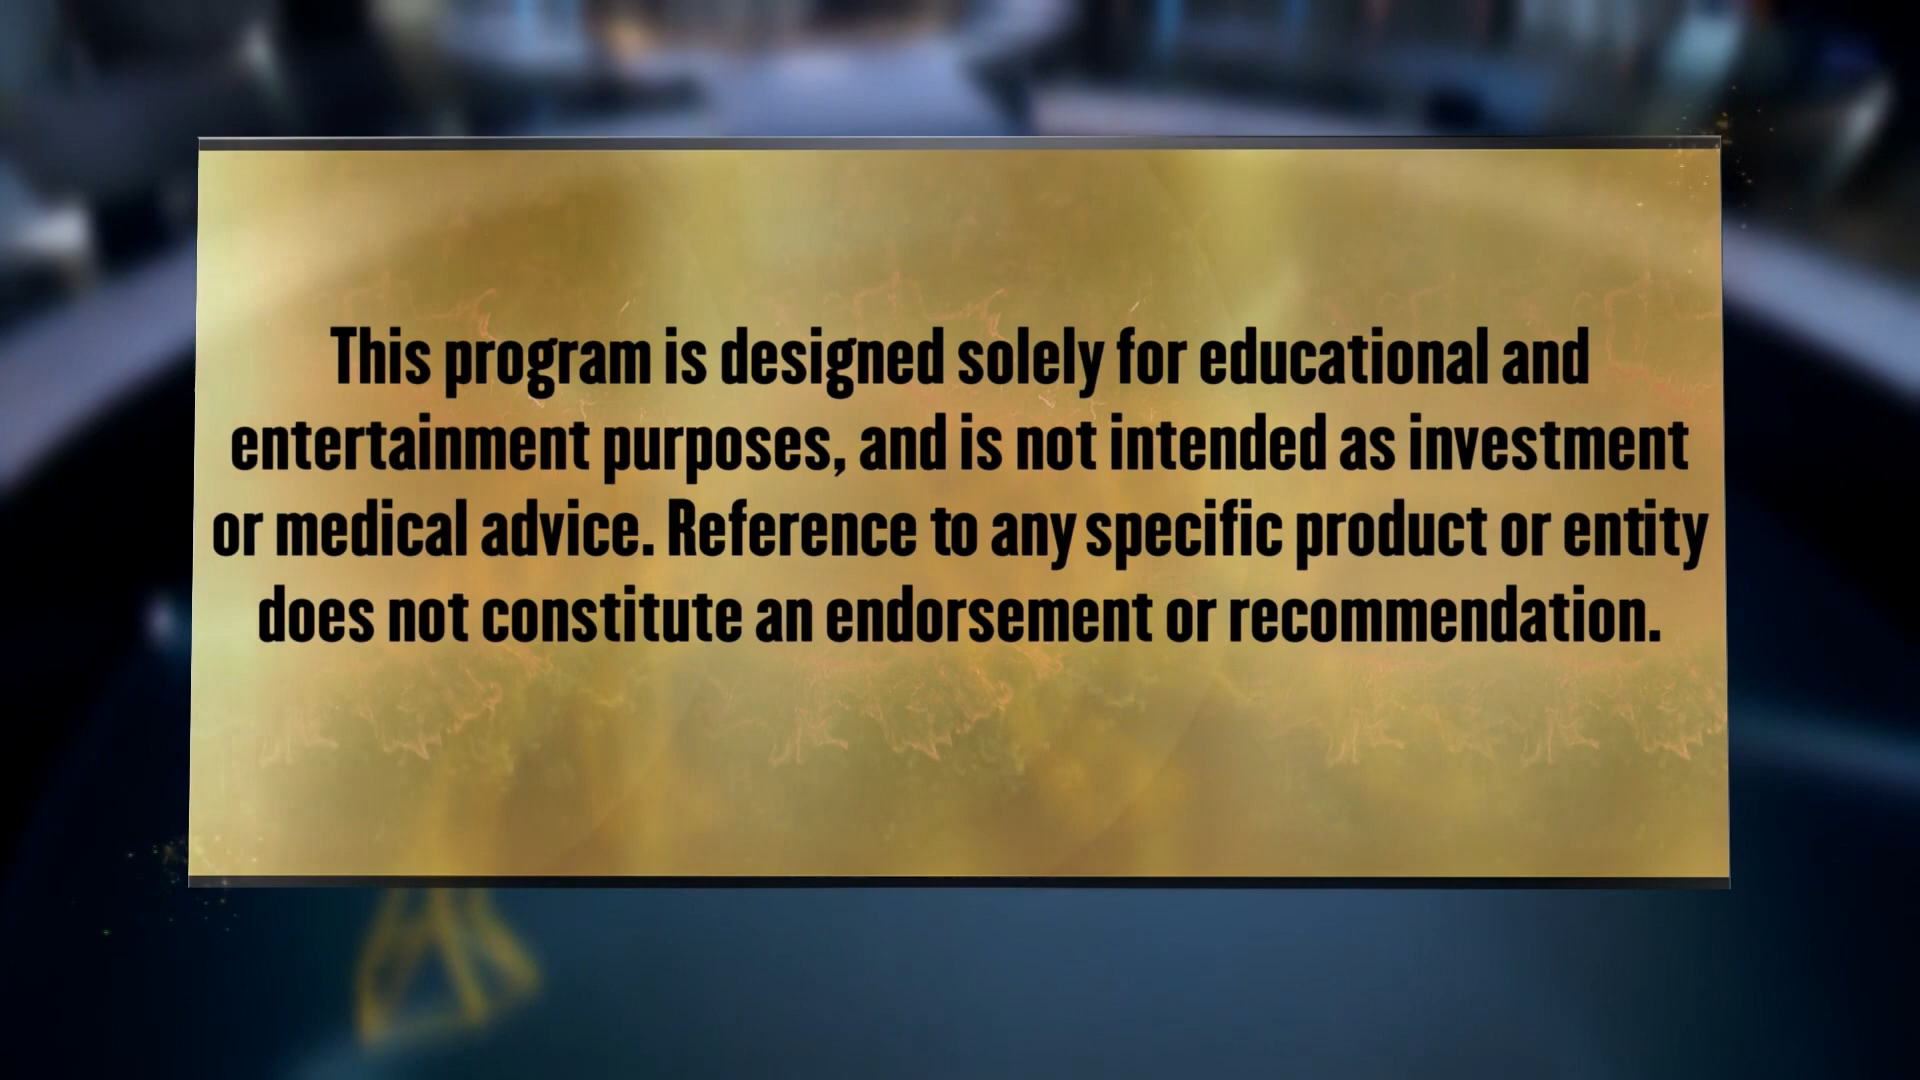 This program is designed solely for educational and
entertainment purposes, and is not intended as investment
or medical advice. Reference to any specific product or entity
does not constitute an endorsement or recommendation.